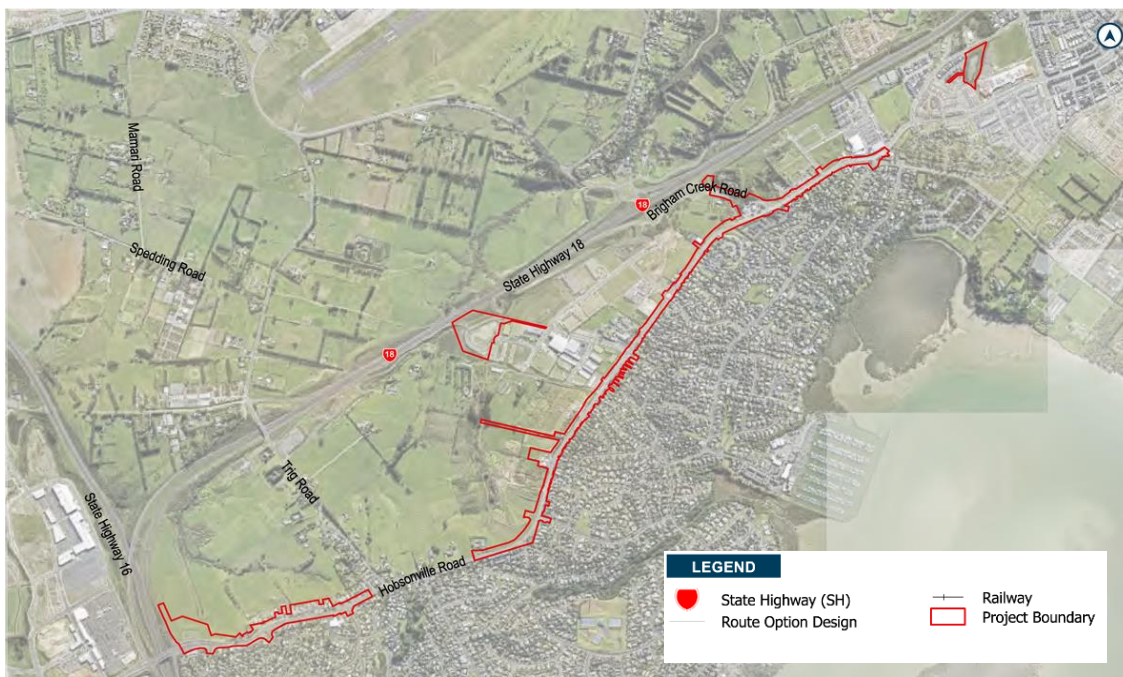 Mamari Road
Spedding Road
18
Brigham Creek Road
State Highway 18
18
Trig Road
State Highway 16
Hobsonville Road
LEGEND
State Highway (SH)
Railway
Route Option Design
Project Boundary